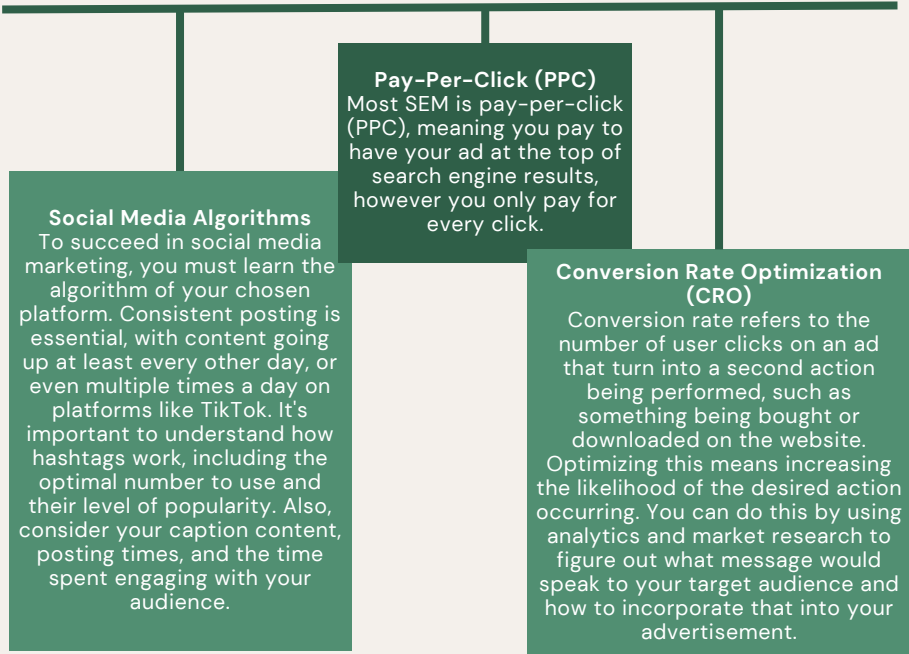 Pay-Per-Click (PPC)
Most SEM is pay-per-click
(PPC), meaning you pay to
have your ad at the top of
search engine results,
however you only pay for
every click.
Social Media Algorithms
To succeed in social media
marketing, you must learn the
algorithm of your chosen
platform. Consistent posting is
essential, with content going
up at least every other day, or
even multiple times a day on
platforms like TikTok. It's
important to understand how
hashtags work, including the
optimal number to use and
their level of popularity. Also,
consider your caption content,
posting times, and the time
spent engaging with your
audience.
Conversion Rate Optimization
(CRO)
Conversion rate refers to the
number of user clicks on an ad
that turn into a second action
being performed, such as
something being bought or
downloaded on the website.
Optimizing this means increasing
the likelihood of the desired action
occurring. You can do this by using
analytics and market research to
figure out what message would
speak to your target audience and
how to incorporate that into your
advertisement.